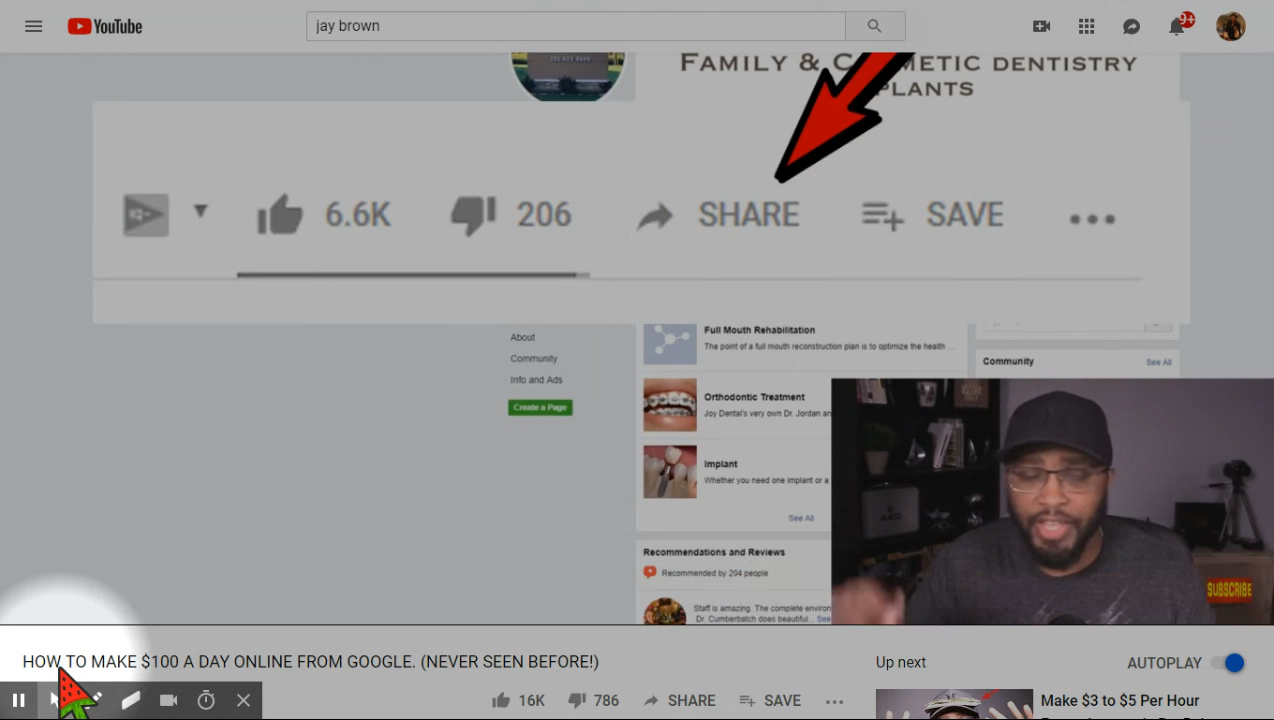 YouTube
jay brown
9+
FAMILY & COSMETIC DENTISTRY
PLANTS
6.6K
206
SHARE
SAVE
About
Community
Info and Ads
Create a Page
Full Mouth Rehabilitation
The point of a full mouth reconstruction plan is to optimize the health ...
Orthodontic Treatment
Joy Dental's very own Dr. Jordan an
Implant
Whether you need one implant or a
See All
Community
See All
Recommendations and Reviews
Recommended by 204 people
Staff is amazing. The complete environ
Dr. Cumberbatch does beautiful... See
AKG
SUBSCRIBE
HOW TO MAKE $100 A DAY ONLINE FROM GOOGLE. (NEVER SEEN BEFORE!)
16K
786
SHARE
SAVE
Up next
AUTOPLAY
Make $3 to $5 Per Hour